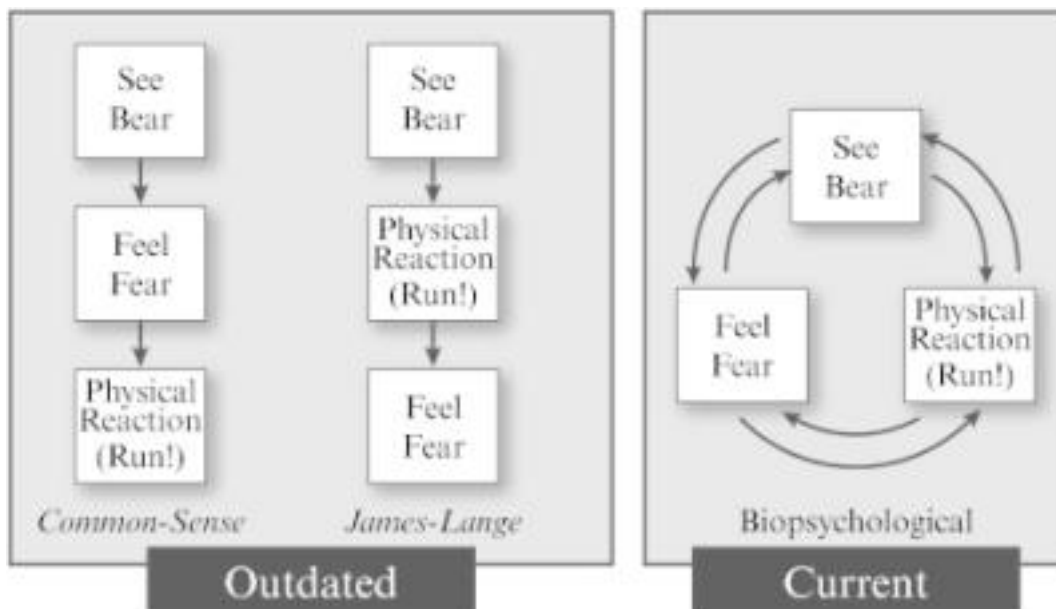 See
Bear
Feel
Fear
Physical
Reaction
(Run!)
Common-Sense
See
Bear
Physical
Reaction
(Run!)
Feel
Fear
James-Lange
Outdated
See
Bear
Feel
Fear
Physical
Reaction
(Run!)
Biopsychological
Current